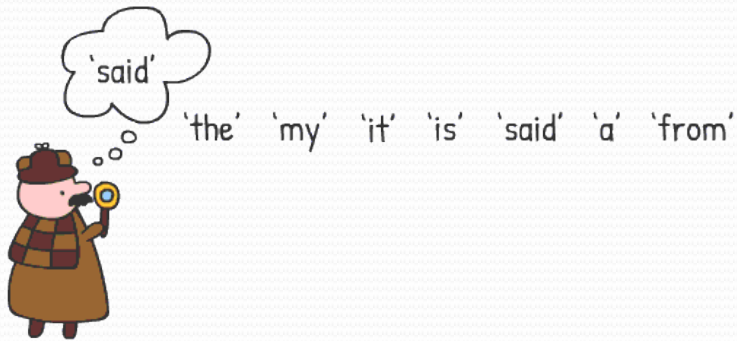 ‘said’
‘the’ ‘my’ ‘it’ ‘is’ ‘said’ ‘a’ ‘from’